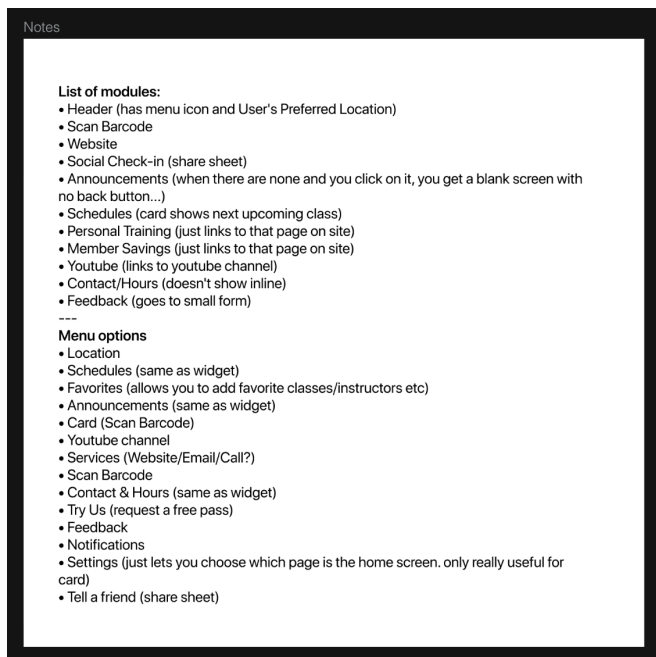 Notes
List of modules:
• Header (has menu icon and User's Preferred Location)
• Scan Barcode
• Website
• Social Check-in (share sheet)
• Announcements (when there are none and you click on it, you get a blank screen with
no back button...)
• Schedules (card shows next upcoming class)
• Personal Training (just links to that page on site)
• Member Savings (just links to that page on site)
• Youtube (links to youtube channel)
• Contact/Hours (doesn't show inline)
• Feedback (goes to small form)
---
Menu options
• Location
• Schedules (same as widget)
• Favorites (allows you to add favorite classes/instructors etc)
• Announcements (same as widget)
• Card (Scan Barcode)
• Youtube channel
• Services (Website/Email/Call?)
• Scan Barcode
• Contact & Hours (same as widget)
• Try Us (request a free pass)
• Feedback
• Notifications
• Settings (just lets you choose which page is the home screen. only really useful for
card)
• Tell a friend (share sheet)